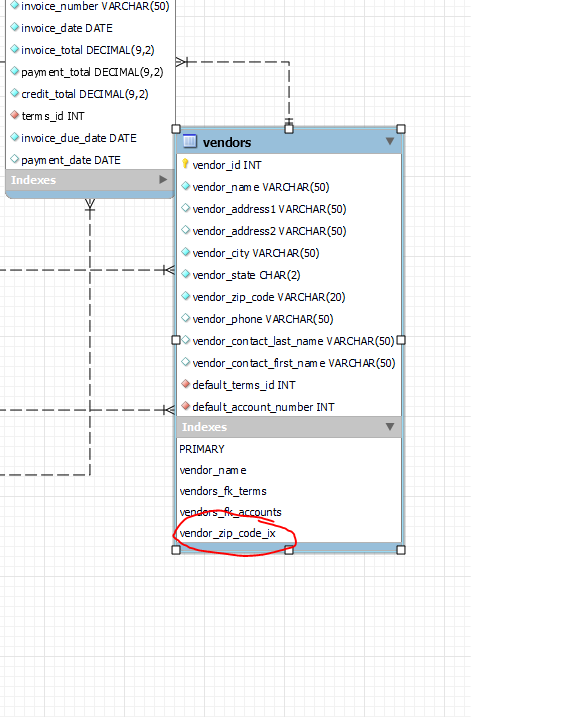 invoice_number VARCHAR(50)
invoice_date DATE
invoice_total DECIMAL(9,2)
payment_total DECIMAL(9,2)
credit_total DECIMAL(9,2)
terms_id INT
invoice_due_date DATE
payment_date DATE
Indexes
vendors
vendor_id INT
vendor_name VARCHAR(50)
vendor_address1 VARCHAR(50)
vendor_address2 VARCHAR(50)
vendor_city VARCHAR(50)
vendor_state CHAR(2)
vendor_zip_code VARCHAR(20)
vendor_phone VARCHAR(50)
vendor_contact_last_name VARCHAR(50)
vendor_contact_first_name VARCHAR(50)
default_terms_id INT
default_account_number INT
Indexes
PRIMARY
vendor_name
vendors_fk_terms
vendors_fk_accounts
vendor_zip_code_ix